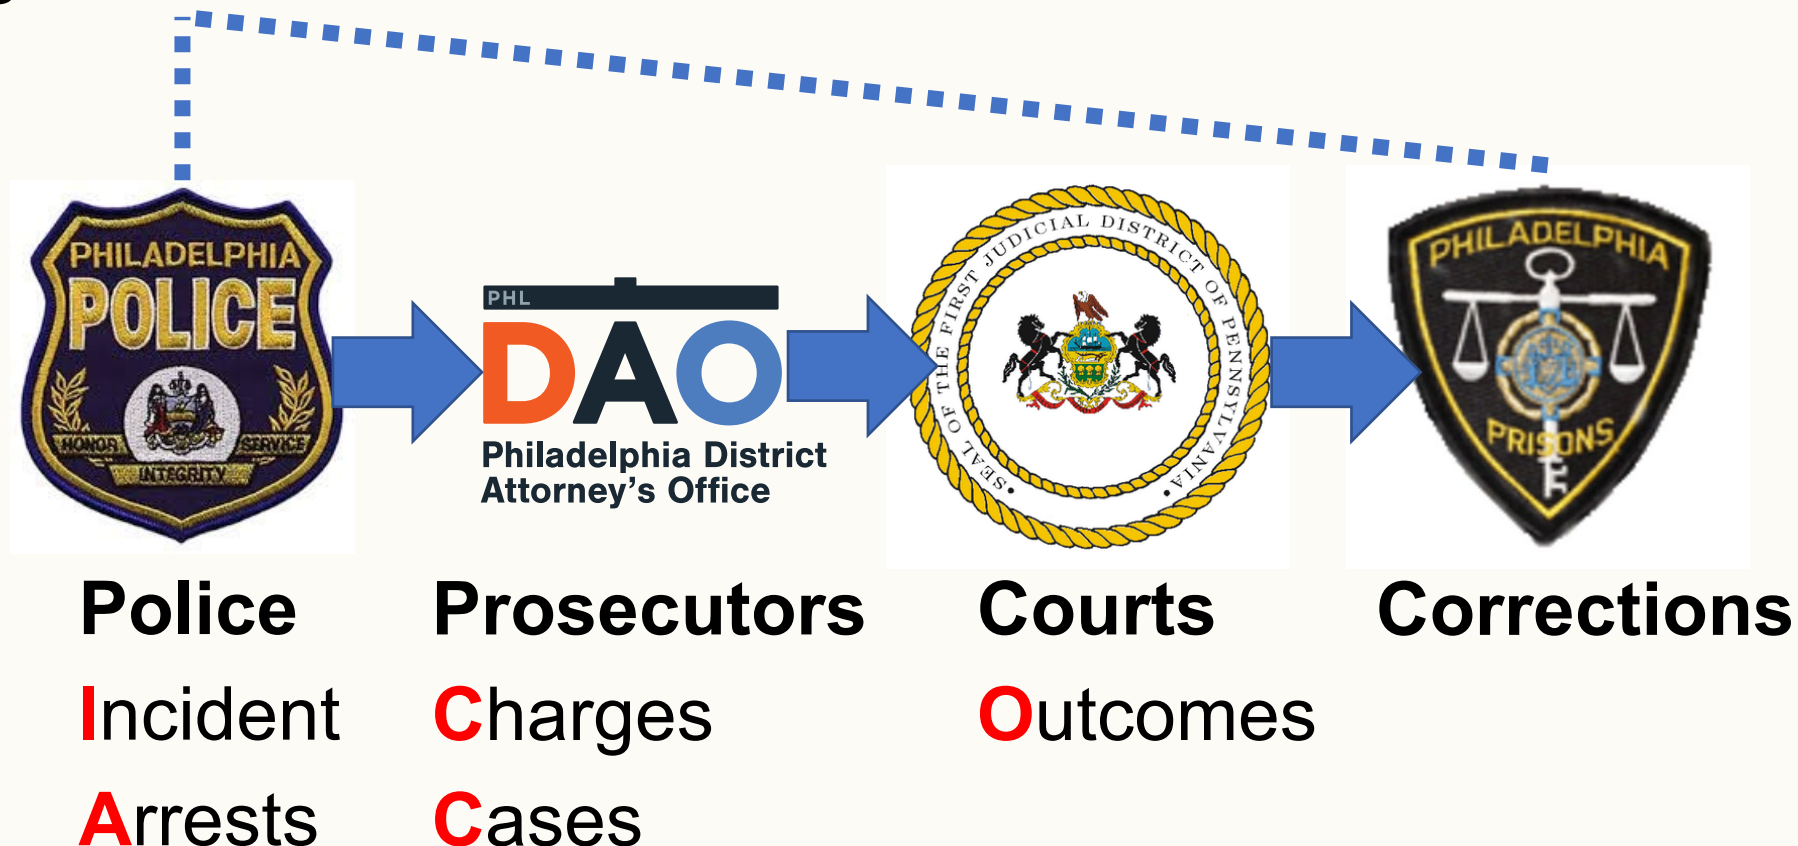 PHILADELPHIA
POLICE
HONOR
SERVICE
INTEGRITY
PHL
DAO
Philadelphia District
Attorney’s Office
SEAL OF THE FIRST JUDICIAL DISTRICT OF PENNSYLVANIA
PHILADELPHIA
PRISONS
Police
Prosecutors
Courts
Corrections
Incident
Charges
Outcomes
Arrests
Cases